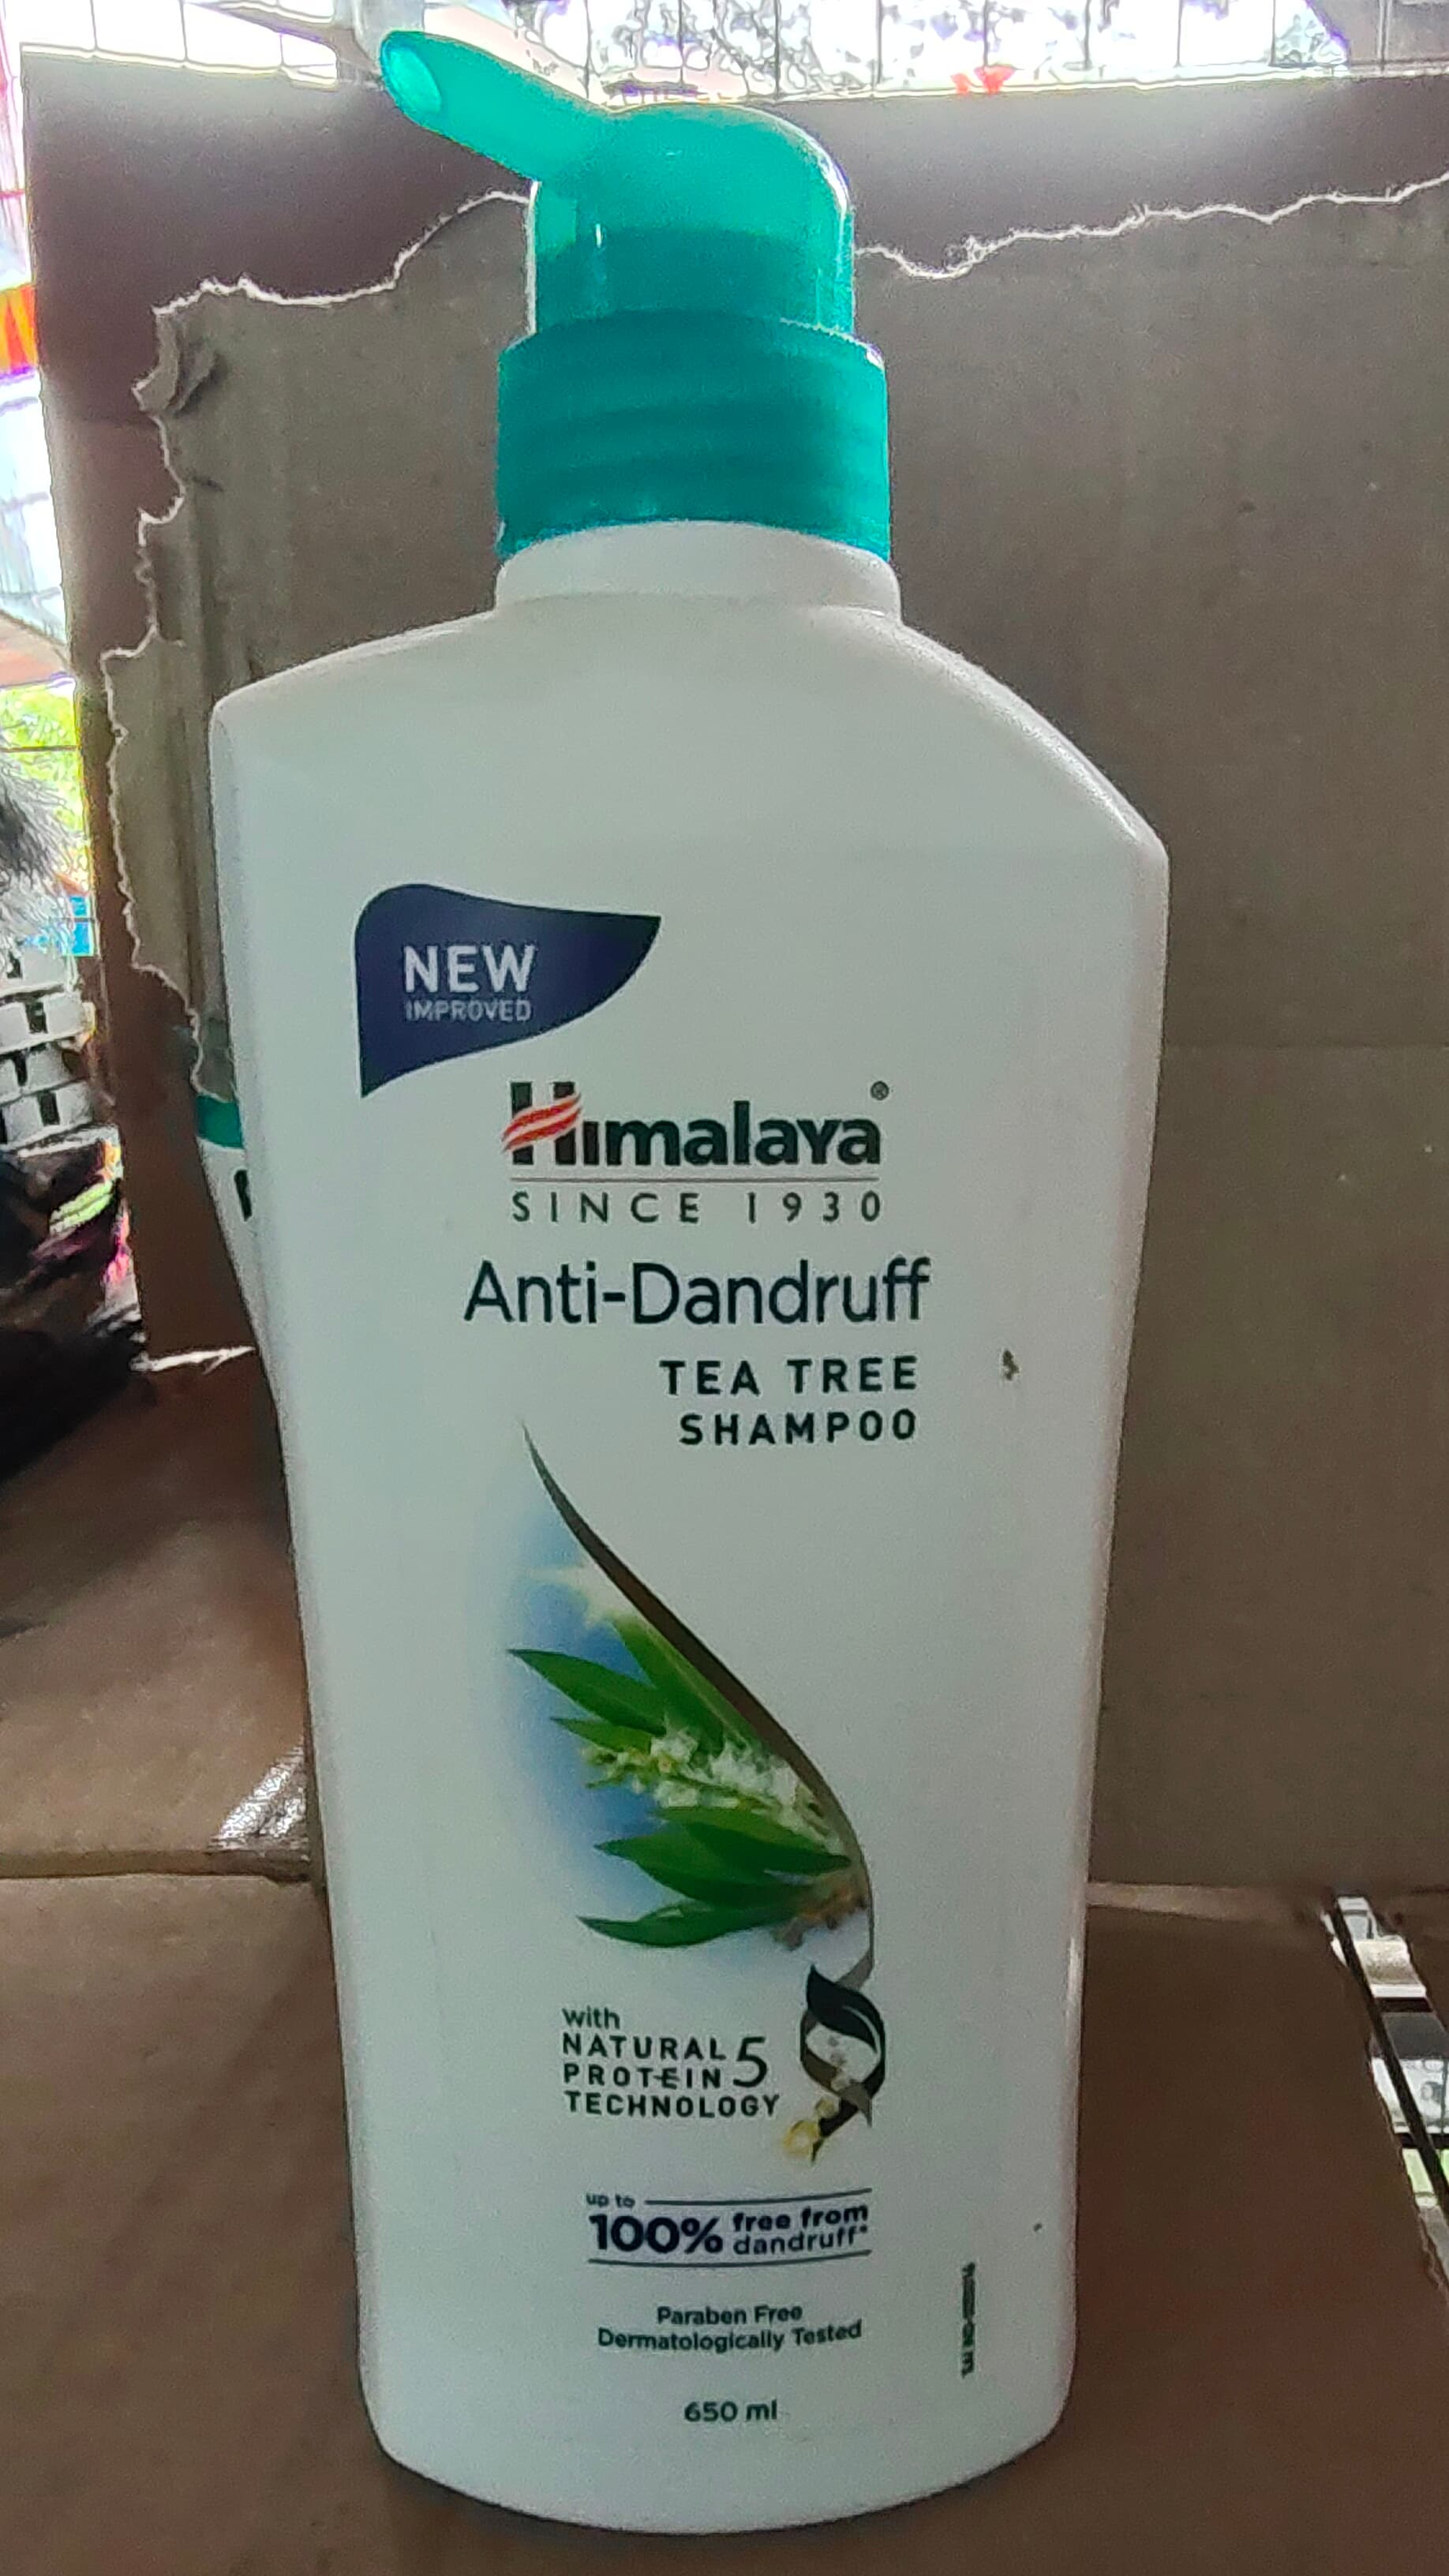 NEW
IMPROVED
Himalaya®
SINCE 1930
Anti-Dandruff
TEA TREE
SHAMPOO
with
NATURAL
PROTEIN 5
TECHNOLOGY
up to
100% free from
dandruff*
Paraben Free
Dermatologically Tested
650 ml